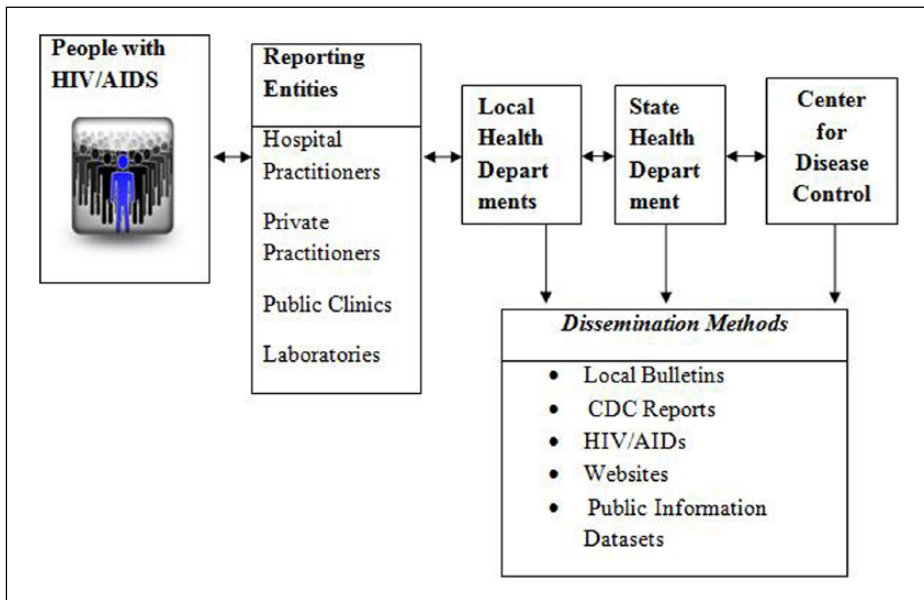 People with
HIV/AIDS
Reporting
Entities
Hospital
Practitioners
Private
Practitioners
Public Clinics
Laboratories
Local
Health
Depart
ments
State
Health
Depart
ment
Center
for
Disease
Control
Dissemination Methods
• Local Bulletins
• CDC Reports
• HIV/AIDs
• Websites
• Public Information
Datasets